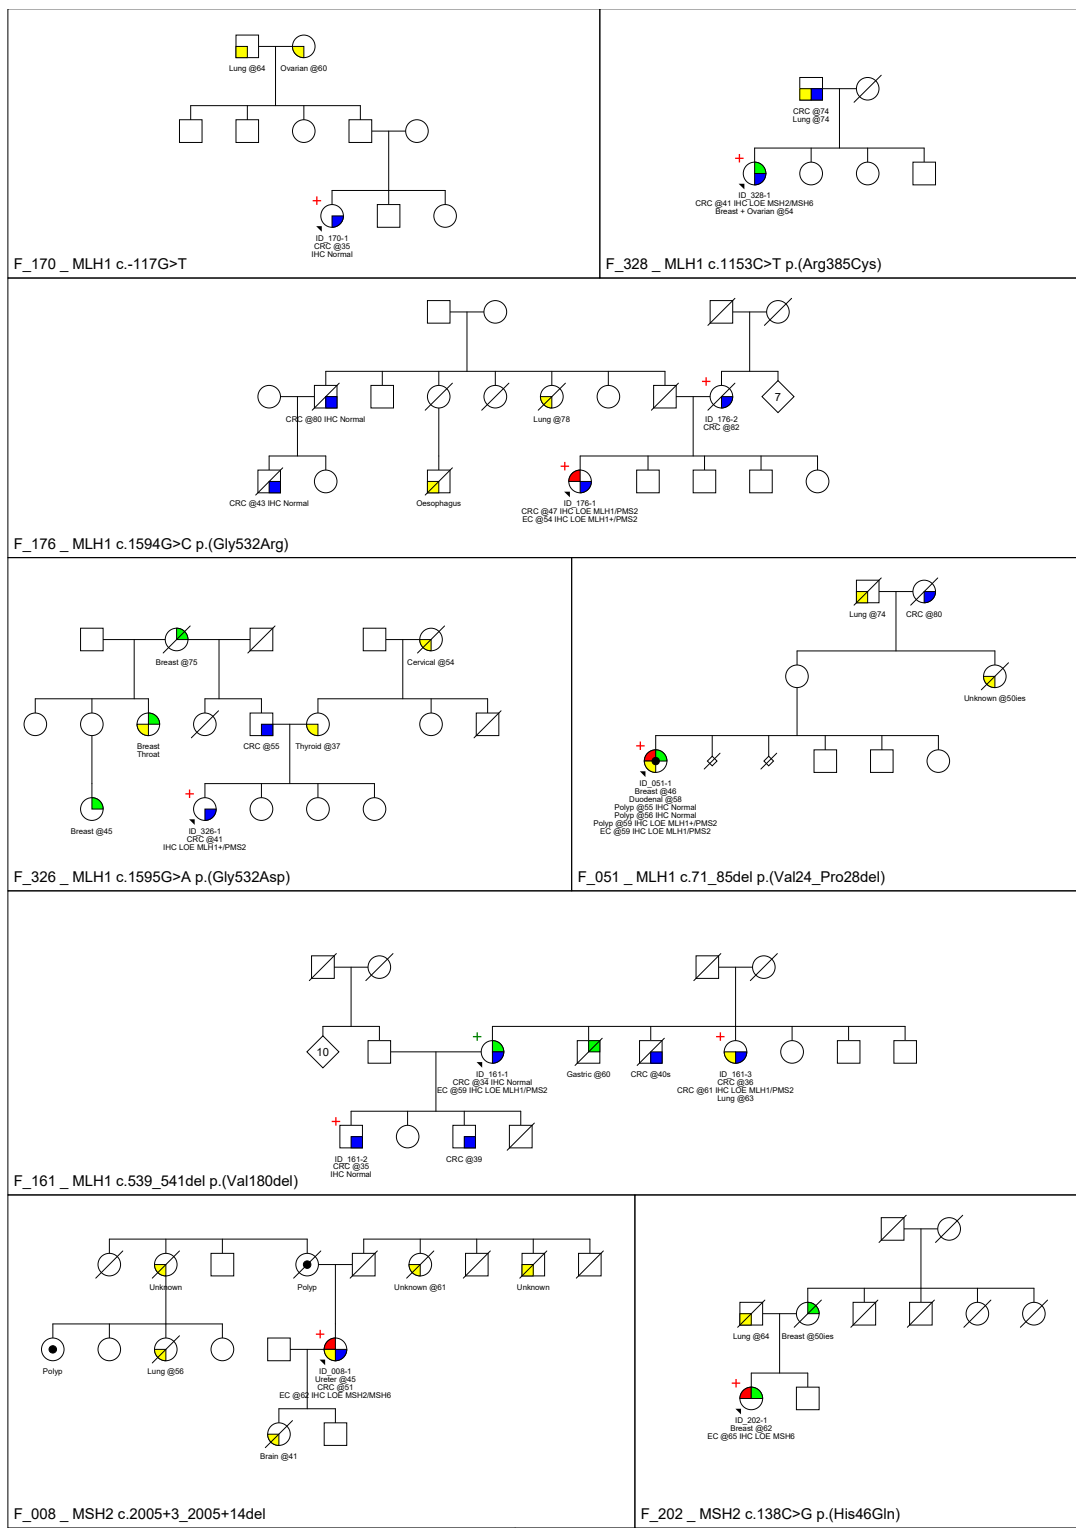 Lung @64
Ovarian @60
+
ID_170-1
CRC @35
IHC Normal
F_170 _ MLH1 c.-117G>T
CRC @74
Lung @74
+
ID_328-1
CRC @41 IHC LOE MSH2/MSH6
Breast + Ovarian @54
F_328 _ MLH1 c.1153C>T p.(Arg385Cys)
CRC @80 IHC Normal
Lung @78
+
ID_176-2
CRC @82
7
CRC @43 IHC Normal
Oesophagus
+
ID_176-1
CRC @47 IHC LOE MLH1/PMS2
EC @54 IHC LOE MLH1+/PMS2
F_176 _ MLH1 c.1594G>C p.(Gly532Arg)
Breast @75
Cervical @54
Breast
Throat
CRC @55
Thyroid @37
Breast @45
+
ID_326-1
CRC @41
IHC LOE MLH1+/PMS2
F_326 _ MLH1 c.1595G>A p.(Gly532Asp)
Lung @74
CRC @80
Unknown @50ies
+
ID_051-1
Breast @46
Duodenal @58
Polyp @55 IHC Normal
Polyp @56 IHC Normal
Polyp @59 IHC LOE MLH1+/PMS2
EC @59 IHC LOE MLH1/PMS2
F_051 _ MLH1 c.71_85del p.(Val24_Pro28del)
10
+
ID_161-1
CRC @34 IHC Normal
EC @59 IHC LOE MLH1/PMS2
Gastric @60
CRC @40s
+
ID_161-3
CRC @36
CRC @61 IHC LOE MLH1/PMS2
Lung @63
+
ID_161-2
CRC @35
IHC Normal
CRC @39
F_161 _ MLH1 c.539_541del p.(Val180del)
Unknown
Polyp
Unknown @61
Unknown
Polyp
Lung @56
+
ID_008-1
Ureter @45
CRC @51
EC @62 IHC LOE MSH2/MSH6
Brain @41
F_008 _ MSH2 c.2005+3_2005+14del
Lung @64
Breast @50ies
+
ID_202-1
Breast @62
EC @65 IHC LOE MSH6
F_202 _ MSH2 c.138C>G p.(His46Gln)